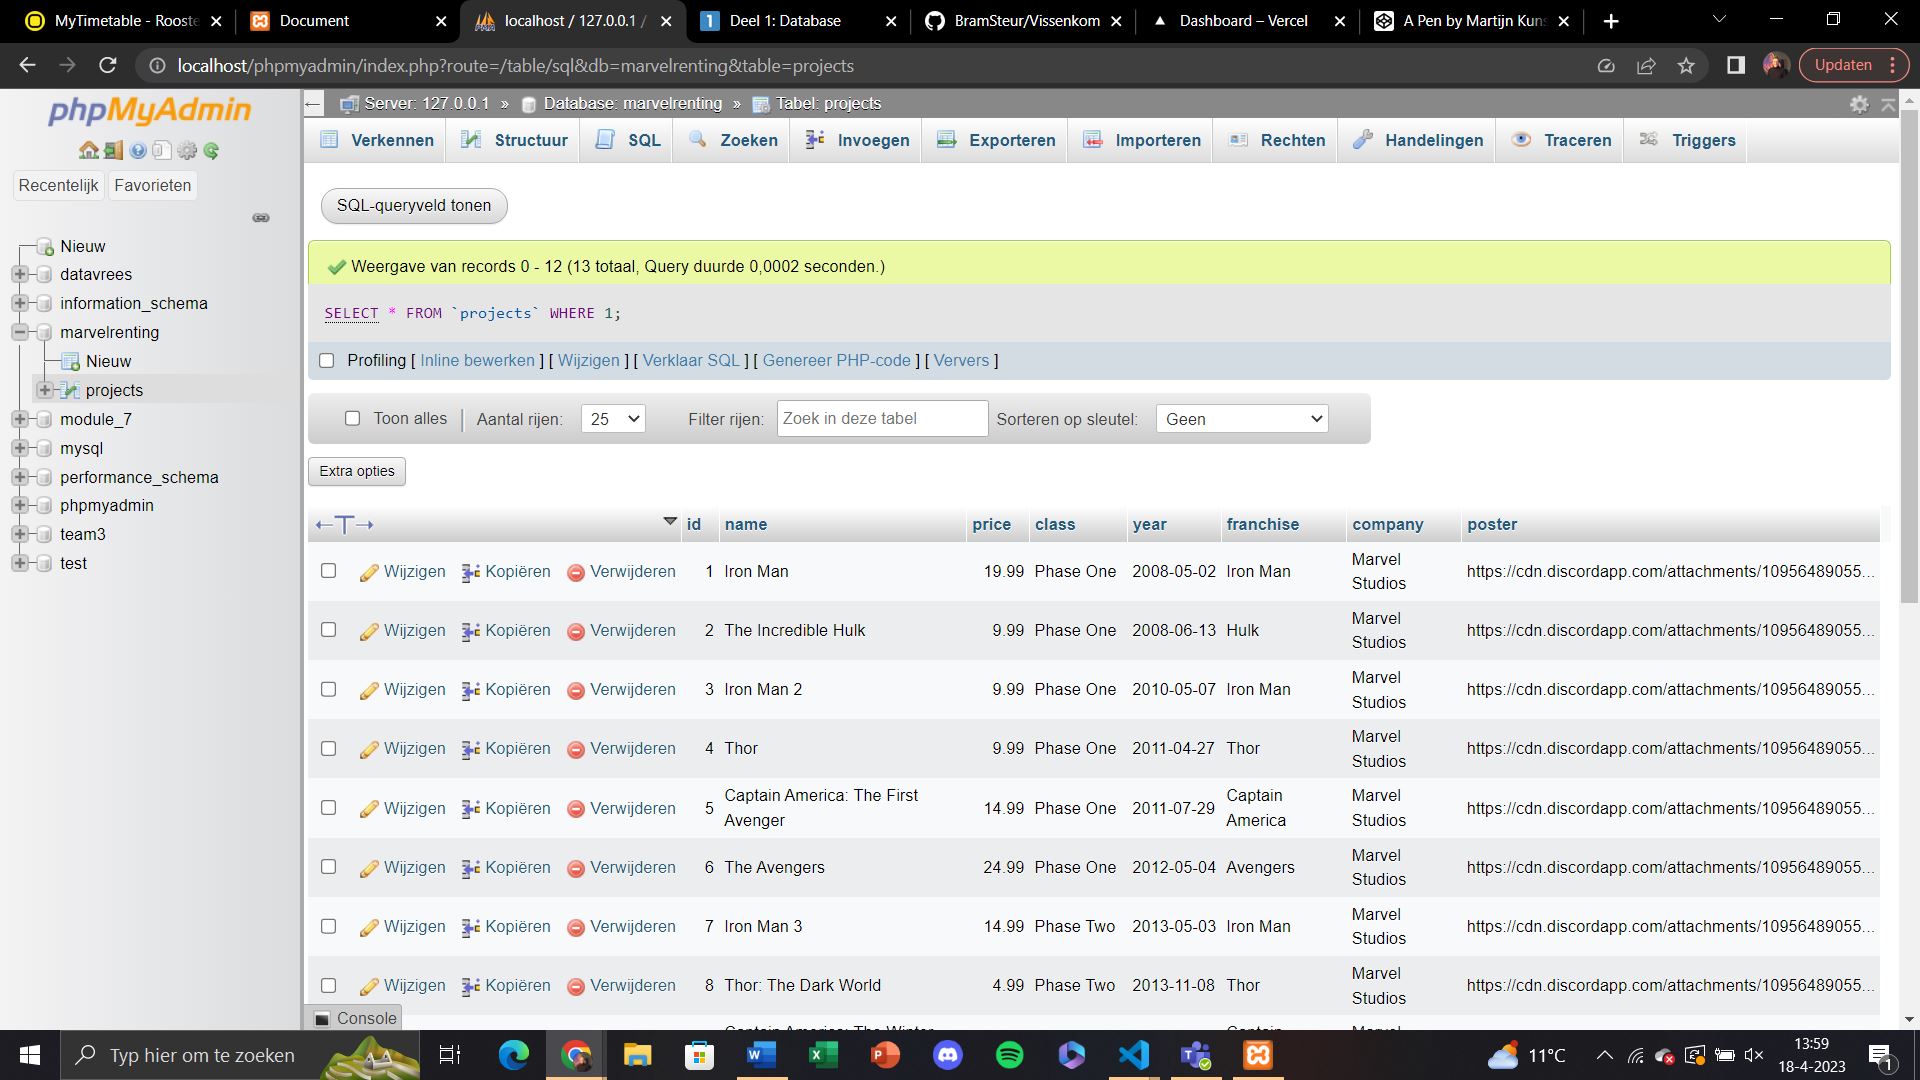 MyTimetable - Rooste
Document
localhost / 127.0.0.1 /
Deel 1: Database
BramSteur/Vissenkom
Dashboard – Vercel
A Pen by Martijn Kuns
localhost/phpmyadmin/index.php?route=/table/sql&db=marvelrenting&table=projects
Updaten
phpMyAdmin
Recentelijk Favorieten
Nieuw
datavrees
information_schema
marvelrenting
Nieuw
projects
module_7
mysql
performance_schema
phpmyadmin
team3
test
Server: 127.0.0.1 » Database: marvelrenting » Tabel: projects
Verkennen Structuur SQL Zoeken Invoegen Exporteren Importeren Rechten Handelingen Traceren Triggers
SQL-queryveld tonen
Weergave van records 0 - 12 (13 totaal, Query duurde 0,0002 seconden.)
SELECT * FROM `projects` WHERE 1;
Profiling [ Inline bewerken ] [ Wijzigen ] [ Verklaar SQL ] [ Genereer PHP-code ] [ Ververs ]
Toon alles Aantal rijen: 25 Filter rijen: Zoek in deze tabel Sorteren op sleutel: Geen
Extra opties
id name price class year franchise company poster
Wijzigen Kopiëren Verwijderen 1 Iron Man 19.99 Phase One 2008-05-02 Iron Man Marvel Studios https://cdn.discordapp.com/attachments/10956489055...
Wijzigen Kopiëren Verwijderen 2 The Incredible Hulk 9.99 Phase One 2008-06-13 Hulk Marvel Studios https://cdn.discordapp.com/attachments/10956489055...
Wijzigen Kopiëren Verwijderen 3 Iron Man 2 9.99 Phase One 2010-05-07 Iron Man Marvel Studios https://cdn.discordapp.com/attachments/10956489055...
Wijzigen Kopiëren Verwijderen 4 Thor 9.99 Phase One 2011-04-27 Thor Marvel Studios https://cdn.discordapp.com/attachments/10956489055...
Wijzigen Kopiëren Verwijderen 5 Captain America: The First Avenger 14.99 Phase One 2011-07-29 Captain America Marvel Studios https://cdn.discordapp.com/attachments/10956489055...
Wijzigen Kopiëren Verwijderen 6 The Avengers 24.99 Phase One 2012-05-04 Avengers Marvel Studios https://cdn.discordapp.com/attachments/10956489055...
Wijzigen Kopiëren Verwijderen 7 Iron Man 3 14.99 Phase Two 2013-05-03 Iron Man Marvel Studios https://cdn.discordapp.com/attachments/10956489055...
Wijzigen Kopiëren Verwijderen 8 Thor: The Dark World 4.99 Phase Two 2013-11-08 Thor Marvel Studios https://cdn.discordapp.com/attachments/10956489055...
Console
Typ hier om te zoeken
11°C
13:59
18-4-2023
1